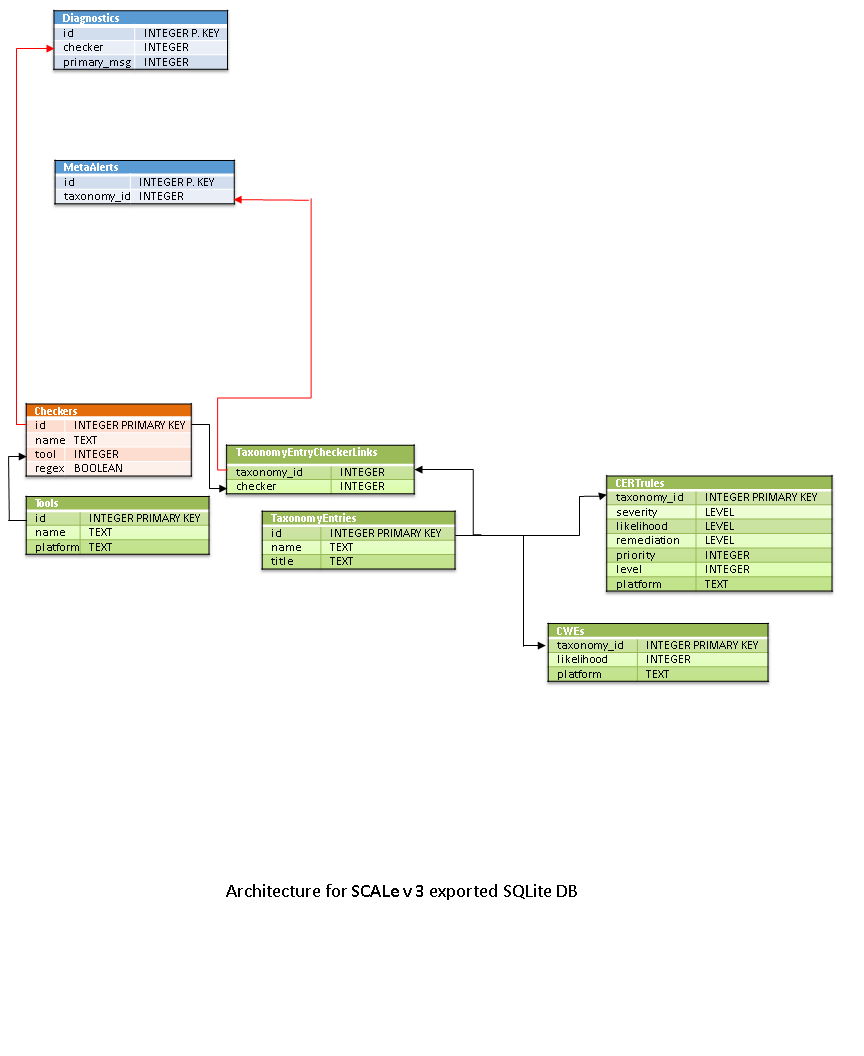 Diagnostics
id INTEGER P. KEY
checker INTEGER
primary_msg INTEGER
MetaAlerts
id INTEGER P. KEY
taxonomy_id INTEGER
Checkers
id INTEGER PRIMARY KEY
name TEXT
tool INTEGER
regex BOOLEAN
Tools
id INTEGER PRIMARY KEY
name TEXT
platform TEXT
TaxonomyEntryCheckerLinks
taxonomy_id INTEGER
checker INTEGER
TaxonomyEntries
id INTEGER PRIMARY KEY
name TEXT
title TEXT
CERTrules
taxonomy_id INTEGER PRIMARY KEY
severity LEVEL
likelihood LEVEL
remediation LEVEL
priority INTEGER
level INTEGER
platform TEXT
CWEs
taxonomy_id INTEGER PRIMARY KEY
likelihood INTEGER
platform TEXT
Architecture for SCALe v 3 exported SQLite DB